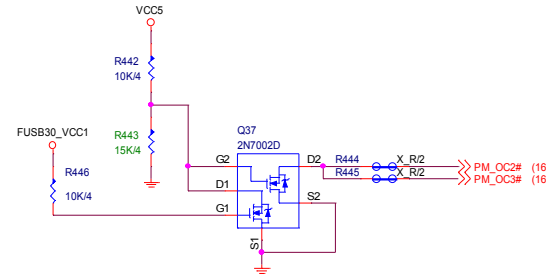 VCC5
R442
10K/4
R443
15K/4
FUSB30_VCC1
R446
10K/4
Q37
2N7002D
G2
D1
G1
S1
D2
S2
R444
X_R/2
R445
X_R/2
PM_OC2# (16
PM_OC3# (16